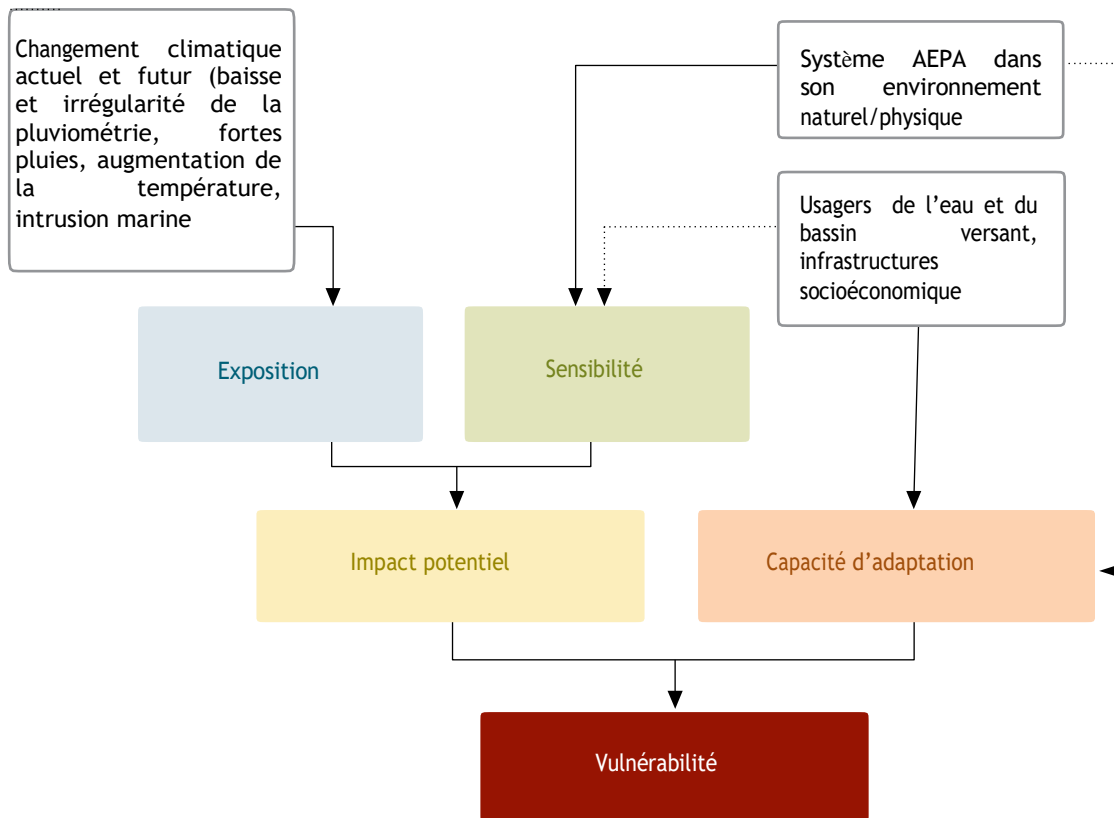 Changement climatique
actuel et futur (baisse
et irrégularité de la
pluviométrie, fortes
pluies, augmentation de
la température,
intrusion marine
Système AEPA dans
son environnement
naturel/physique
Usagers de l’eau et du
bassin versant,
infrastructures
socioéconomique
Exposition
Sensibilité
Impact potentiel
Capacité d’adaptation
Vulnérabilité